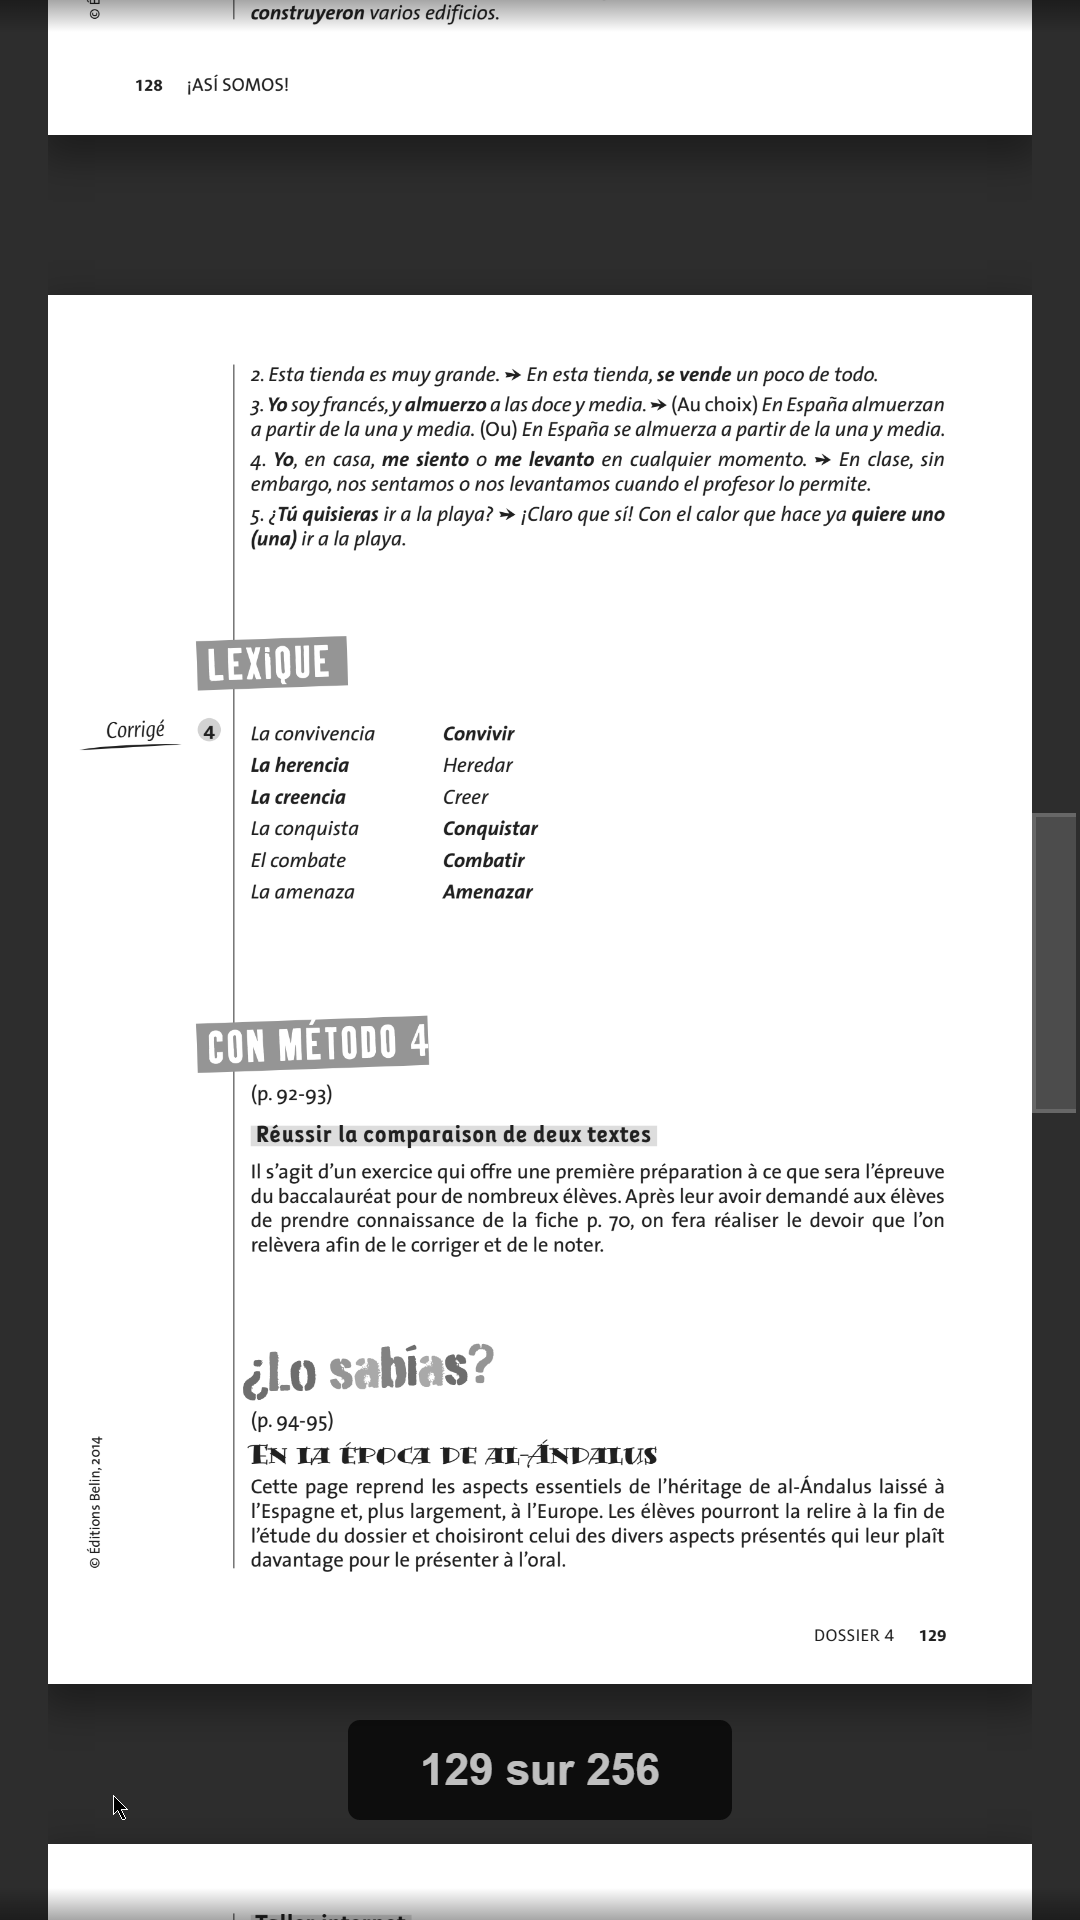 construyeron varios edificios.
128 ¡ASÍ SOMOS!
2. Esta tienda es muy grande. ➛ En esta tienda, se vende un poco de todo.
3. Yo soy francés, y almuerzo a las doce y media. ➛ (Au choix) En España almuerzan
a partir de la una y media. (Ou) En España se almuerza a partir de la una y media.
4. Yo, en casa, me siento o me levanto en cualquier momento. ➛ En clase, sin
embargo, nos sentamos o nos levantamos cuando el profesor lo permite.
5. ¿Tú quisieras ir a la playa? ➛ ¡Claro que sí! Con el calor que hace ya quiere uno
(una) ir a la playa.
LEXiQUE
Corrigé 4 La convivencia Convivir
La herencia Heredar
La creencia Creer
La conquista Conquistar
El combate Combatir
La amenaza Amenazar
CON MÉTODO 4
(p. 92-93)
Réussir la comparaison de deux textes
Il s’agit d’un exercice qui offre une première préparation à ce que sera l’épreuve
du baccalauréat pour de nombreux élèves. Après leur avoir demandé aux élèves
de prendre connaissance de la fiche p. 70, on fera réaliser le devoir que l’on
relèvera afin de le corriger et de le noter.
¿Lo sabías?
(p. 94-95)
EN LA ÉPOCA DE AL-ÁNDALUS
Cette page reprend les aspects essentiels de l’héritage de al-Ándalus laissé à
l’Espagne et, plus largement, à l’Europe. Les élèves pourront la relire à la fin de
l’étude du dossier et choisiront celui des divers aspects présentés qui leur plaît
davantage pour le présenter à l’oral.
© Éditions Belin, 2014
DOSSIER 4 129
129 sur 256
Taller internet